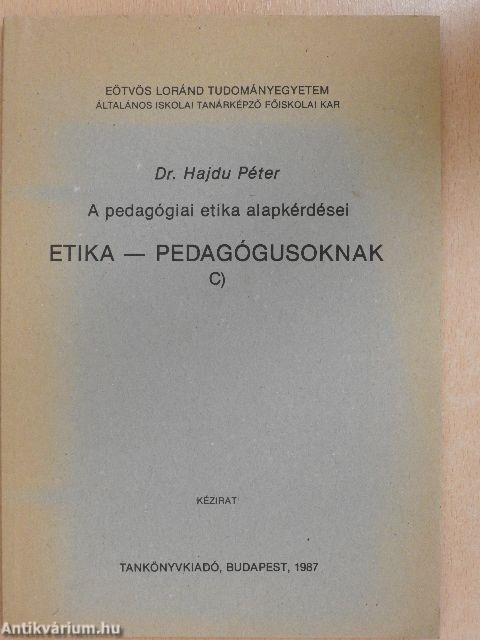 EÖTVÖS LORÁND TUDOMÁNYEGYETEM
ÁLTALÁNOS ISKOLAI TANÁRKÉPZŐ FŐISKOLAI KAR
Dr. Hajdu Péter
A pedagógiai etika alapkérdései
ETIKA — PEDAGÓGUSOKNAK
C)
KÉZIRAT
TANKÖNYVKIADÓ, BUDAPEST, 1987
Antikvárium.hu